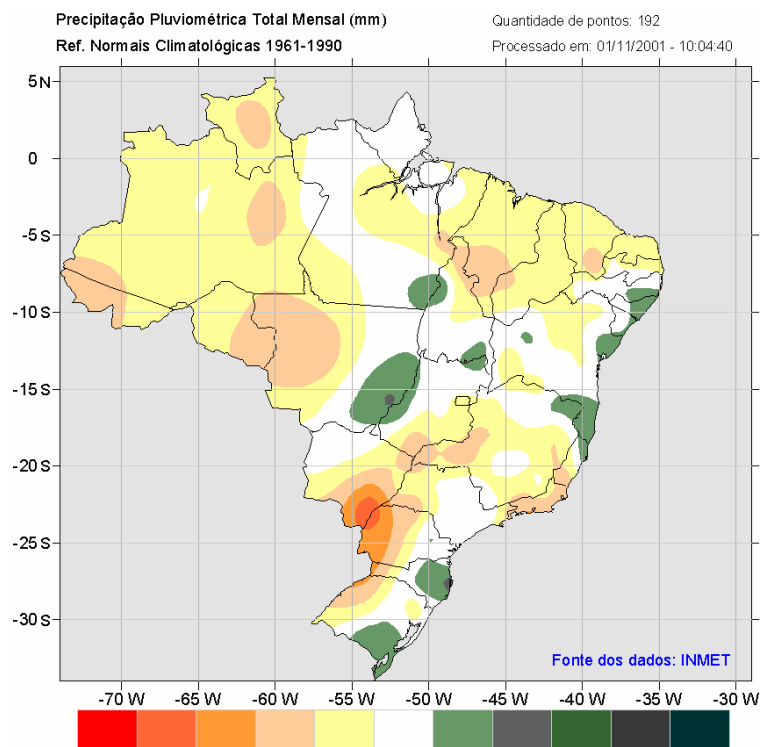 Precipitação Pluviométrica Total Mensal (mm)
Quantidade de pontos: 192
Ref. Normais Climatológicas 1961-1990
Processado em: 01/11/2001 - 10:04:40
5N
0
-5S
-10S
-15S
-20S
-25S
-30S
Fonte dos dados: INMET
-70 W -65 W -60 W -55 W -50 W -45 W -40 W -35 W -30 W